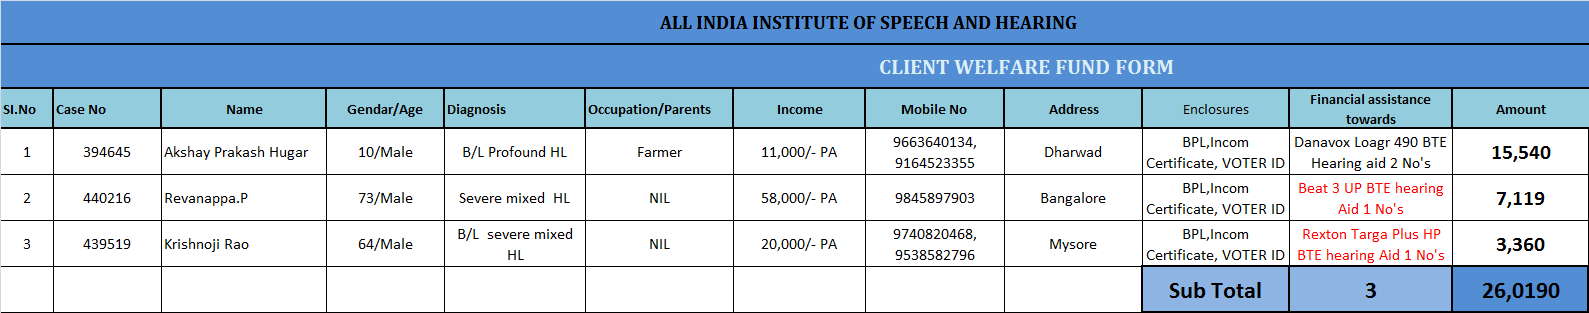 ALL INDIA INSTITUTE OF SPEECH AND HEARING
CLIENT WELFARE FUND FORM
SI.No Case No Name Gendar/Age Diagnosis Occupation/Parents Income Mobile No Address Enclosures Financial assistance towards Amount
1 394645 Akshay Prakash Hugar 10/Male B/L Profound HL Farmer 11,000/- PA 9663640134, 9164523355 Dharwad BPL,Incom Certificate, VOTER ID Danavox Loagr 490 BTE Hearing aid 2 No's 15,540
2 440216 Revanappa.P 73/Male Severe mixed HL NIL 58,000/- PA 9845897903 Bangalore BPL,Incom Certificate, VOTER ID Beat 3 UP BTE hearing Aid 1 No's 7,119
3 439519 Krishnoji Rao 64/Male B/L severe mixed HL NIL 20,000/- PA 9740820468, 9538582796 Mysore BPL,Incom Certificate, VOTER ID Rexton Targa Plus HP BTE hearing Aid 1 No's 3,360
Sub Total 3 26,0190